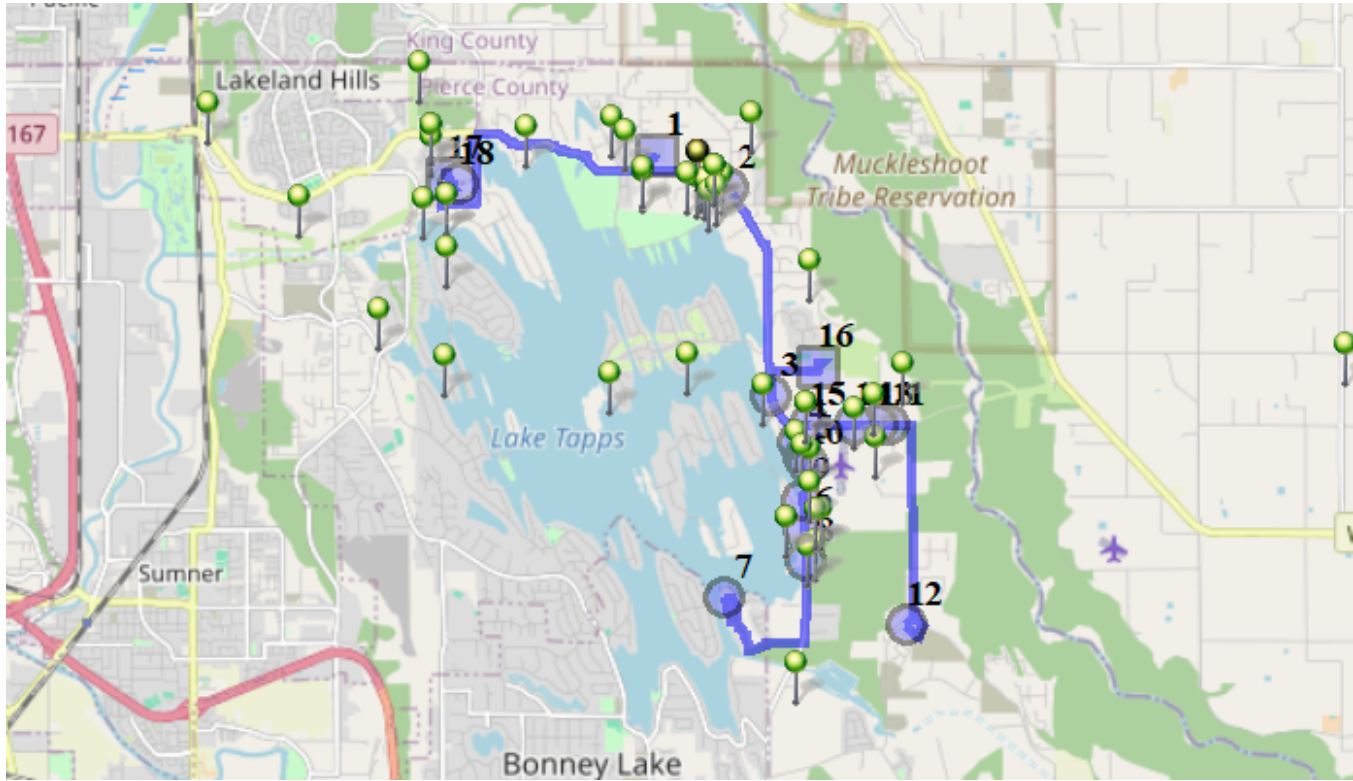 King County
Lakeland Hills
Pierce County
167
1
18
2
Muckleshoot
Tribe Reservation
16
3
15
Lake Tapps
6
7
Sumner
12
Bonney Lake